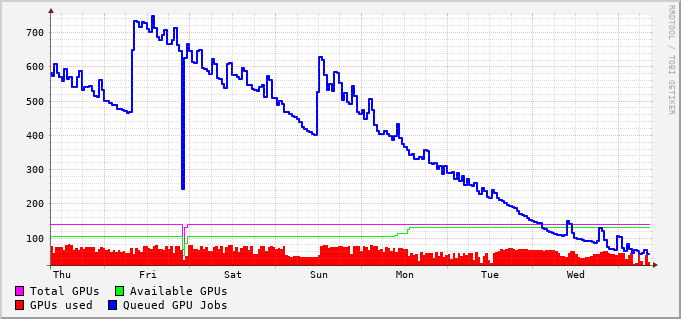 RRDTOOL / TOBI OETIKER
700
600
500
400
300
200
100
Thu Fri Sat Sun Mon Tue Wed
Total GPUs Available GPUs
GPUs used Queued GPU Jobs